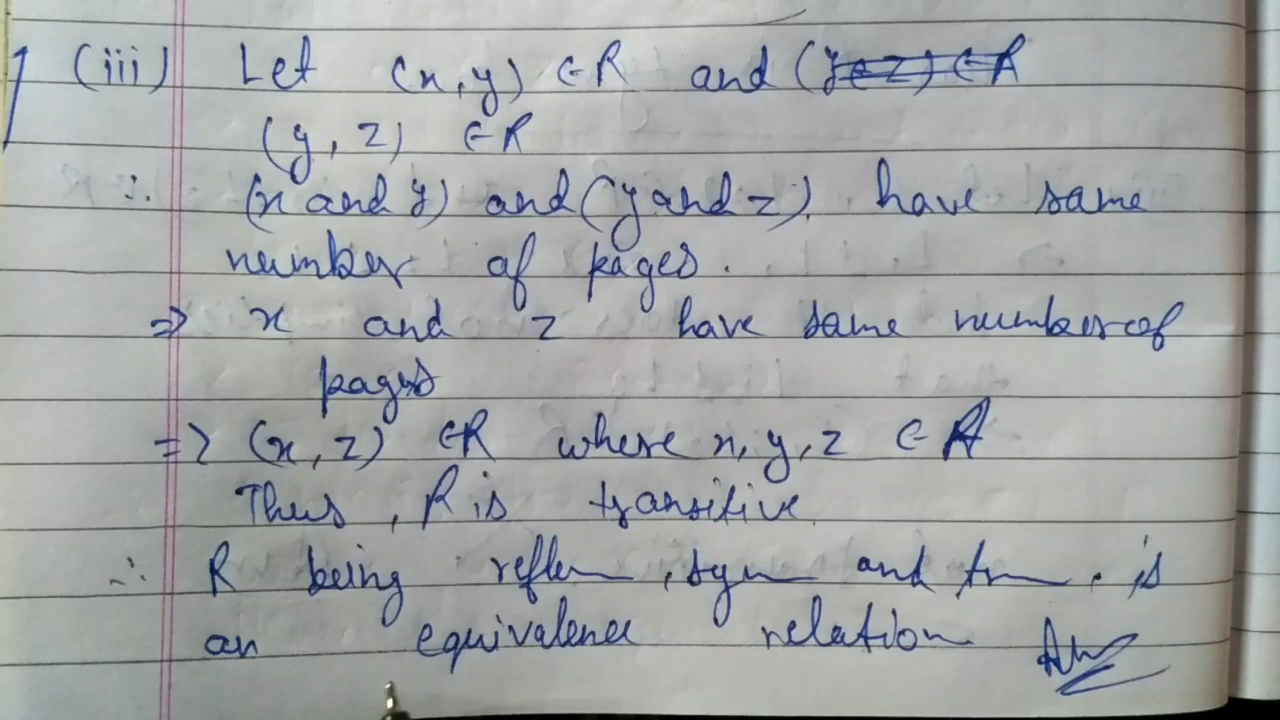 (iii) Let (x, y) ∈ R and (y, z) ∈ R
(y, z) ∈ R
∴ (x and y) and (y and z). have same
number of pages.
⇒ x and z have same number of
pages
⇒ (x, z) ∈ R where x, y, z ∈ A
Thus, R is transitive.
∴ R being reflex, sym and tr. is
an equivalence relation Ans